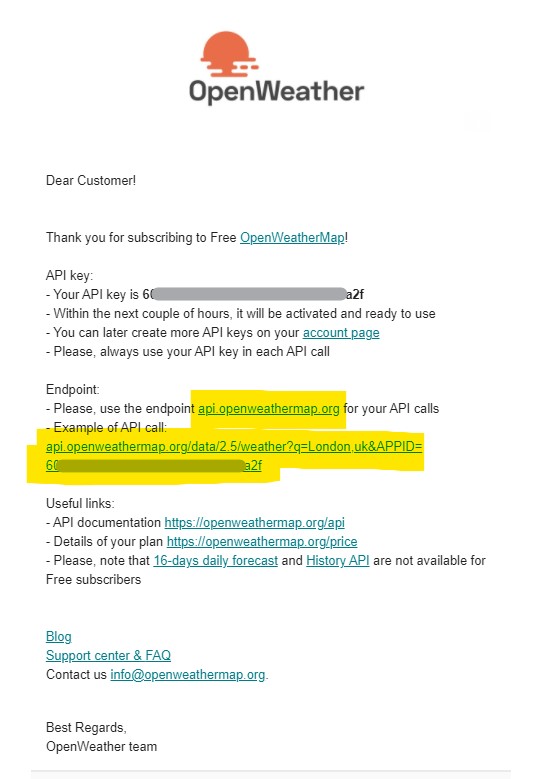 OpenWeather
Dear Customer!
Thank you for subscribing to Free OpenWeatherMap!
API key:
- Your API key is 60 a2f
- Within the next couple of hours, it will be activated and ready to use
- You can later create more API keys on your account page
- Please, always use your API key in each API call
Endpoint:
- Please, use the endpoint api.openweathermap.org for your API calls
- Example of API call:
api.openweathermap.org/data/2.5/weather?q=London,uk&APPID=
60 a2f
Useful links:
- API documentation https://openweathermap.org/api
- Details of your plan https://openweathermap.org/price
- Please, note that 16-days daily forecast and History API are not available for
Free subscribers
Blog
Support center & FAQ
Contact us info@openweathermap.org.
Best Regards,
OpenWeather team